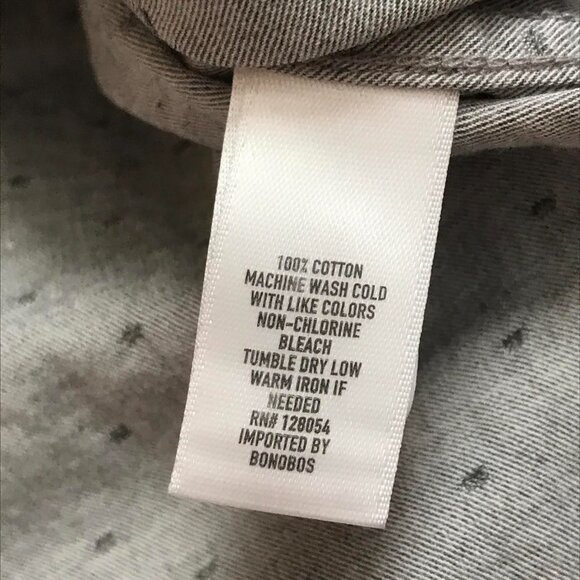 100% COTTON
MACHINE WASH COLD
WITH LIKE COLORS
NON-CHLORINE
BLEACH
TUMBLE DRY LOW
WARM IRON IF
NEEDED
RN# 128054
IMPORTED BY
BONOBOS